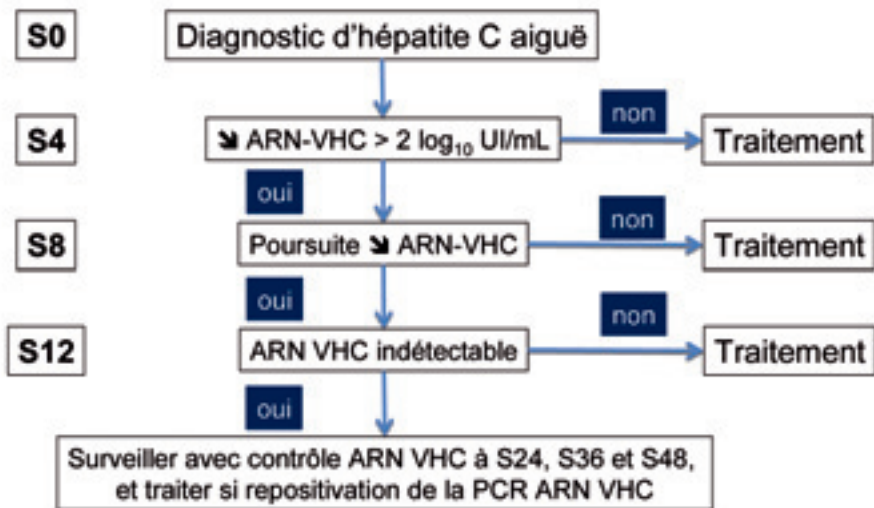 S0
Diagnostic d'hépatite C aiguë
S4
↘ ARN-VHC > 2 log₁₀ UI/mL
non
Traitement
oui
S8
Poursuite ↘ ARN-VHC
non
Traitement
oui
S12
ARN VHC indétectable
non
Traitement
oui
Surveiller avec contrôle ARN VHC à S24, S36 et S48,
et traiter si repositivation de la PCR ARN VHC